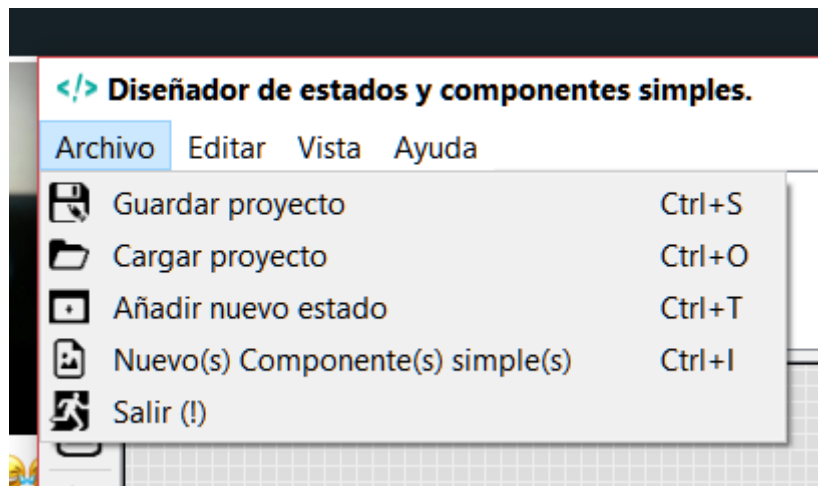 </> Diseñador de estados y componentes simples.
Archivo Editar Vista Ayuda
Guardar proyecto Ctrl+S
Cargar proyecto Ctrl+O
Añadir nuevo estado Ctrl+T
Nuevo(s) Componente(s) simple(s) Ctrl+I
Salir (!)